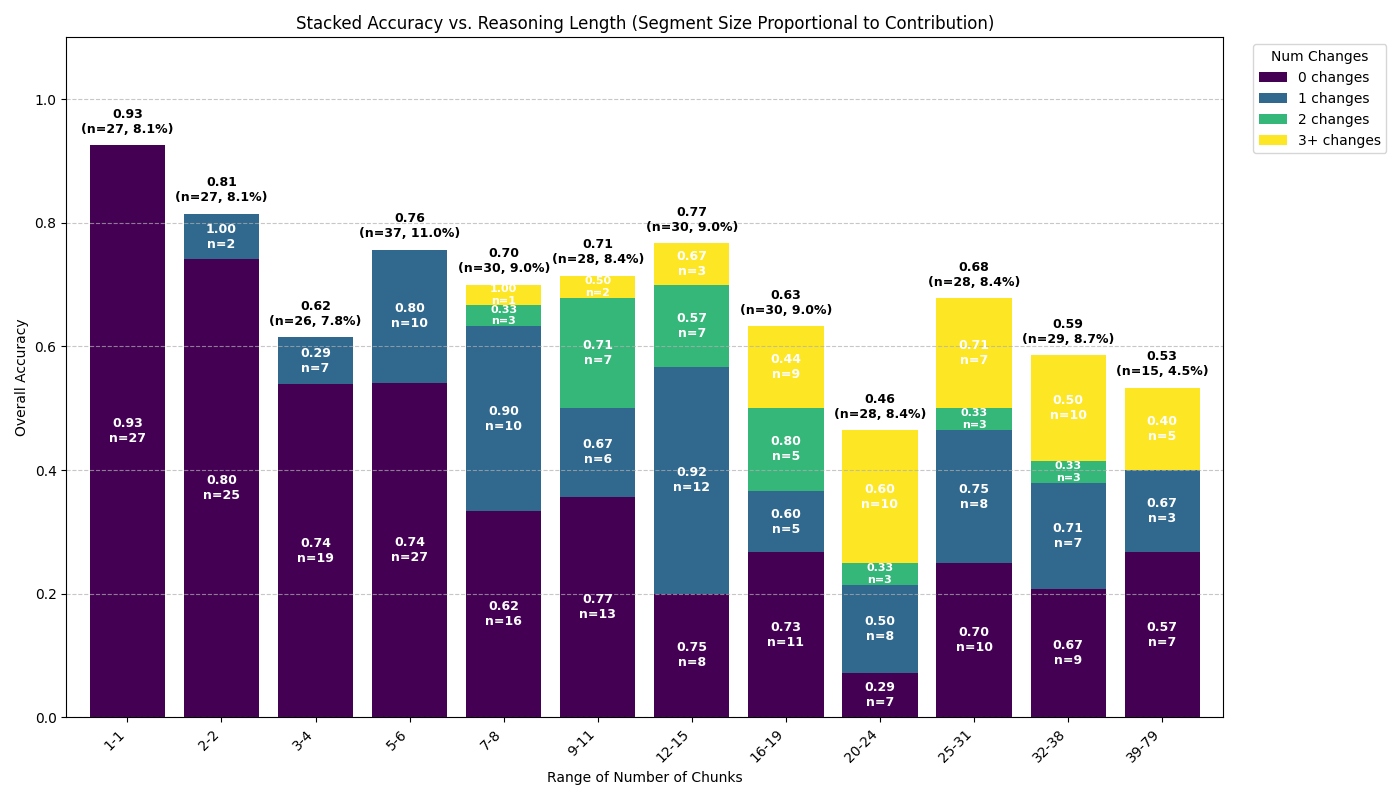 Stacked Accuracy vs. Reasoning Length (Segment Size Proportional to Contribution)
Num Changes
0 changes
1 changes
2 changes
3+ changes
Overall Accuracy
1.0
0.8
0.6
0.4
0.2
0.0
0.93
(n=27, 8.1%)
0.93
n=27
0.81
(n=27, 8.1%)
1.00
n=2
0.80
n=25
0.62
(n=26, 7.8%)
0.29
n=7
0.74
n=19
0.76
(n=37, 11.0%)
0.80
n=10
0.74
n=27
0.70
(n=30, 9.0%)
1.00
n=1
0.33
n=3
0.90
n=10
0.62
n=16
0.71
(n=28, 8.4%)
0.50
n=2
0.71
n=7
0.67
n=6
0.77
n=13
0.77
(n=30, 9.0%)
0.67
n=3
0.57
n=7
0.92
n=12
0.75
n=8
0.63
(n=30, 9.0%)
0.44
n=9
0.80
n=5
0.60
n=5
0.73
n=11
0.46
(n=28, 8.4%)
0.60
n=10
0.33
n=3
0.50
n=8
0.29
n=7
0.68
(n=28, 8.4%)
0.71
n=7
0.33
n=3
0.75
n=8
0.70
n=10
0.59
(n=29, 8.7%)
0.50
n=10
0.33
n=3
0.71
n=7
0.67
n=9
0.53
(n=15, 4.5%)
0.40
n=5
0.67
n=3
0.57
n=7
1-1
2-2
3-4
5-6
7-8
9-11
12-15
16-19
20-24
25-31
32-38
39-79
Range of Number of Chunks